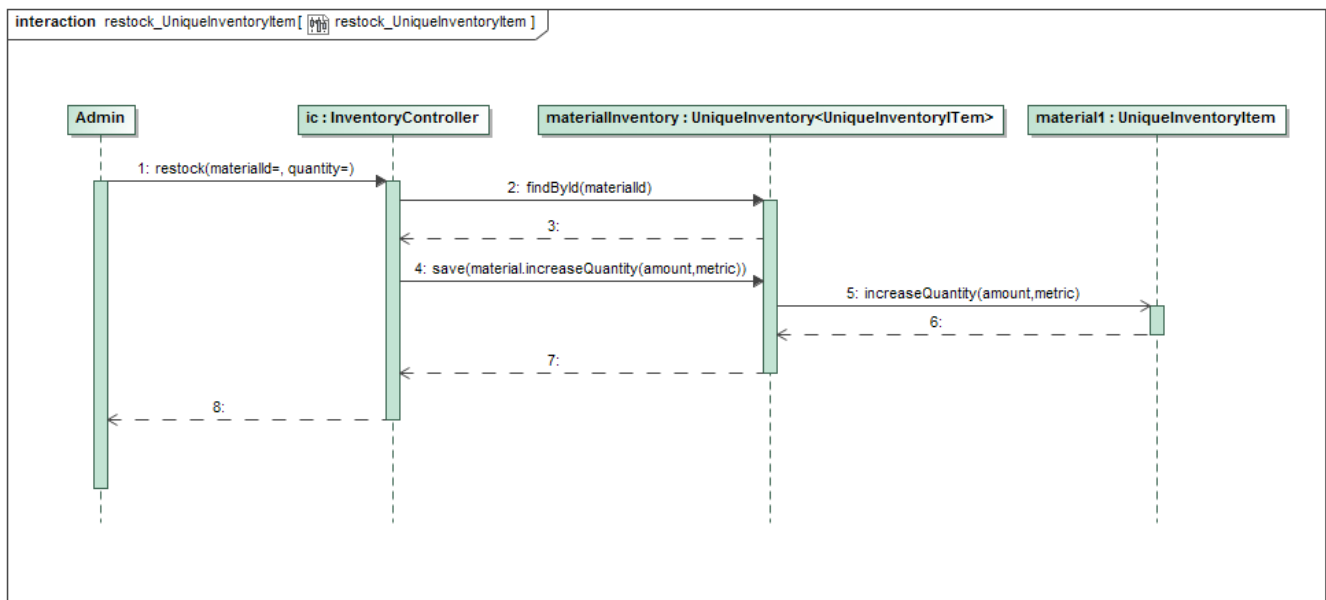 interaction restock_UniqueInventoryItem[ restock_UniqueInventoryItem ]
Admin
ic : InventoryController
materialInventory : UniqueInventory<UniqueInventoryITem>
material1 : UniqueInventoryItem
1: restock(materialId=, quantity=)
2: findById(materialId)
3:
4: save(material.increaseQuantity(amount,metric))
5: increaseQuantity(amount,metric)
6:
7:
8: